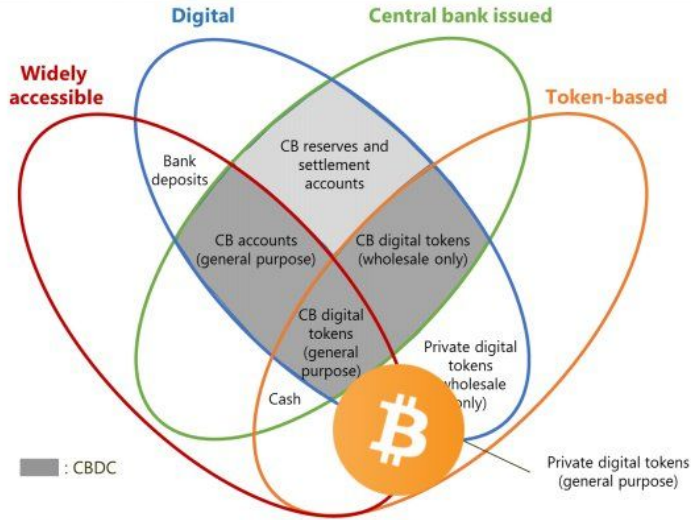 Digital
Central bank issued
Widely
accessible
Token-based
CB reserves and
settlement
accounts
Bank
deposits
CB accounts
(general purpose)
CB digital tokens
(wholesale only)
CB digital
tokens
(general
purpose)
Private digital
tokens
wholesale
only)
Cash
: CBDC
Private digital tokens
(general purpose)